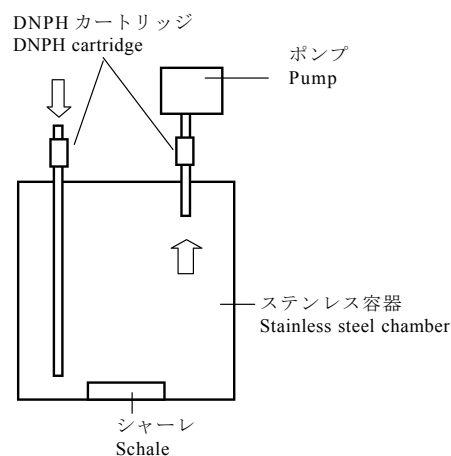 DNPH カートリッジ
DNPH cartridge
ポンプ
Pump
ステンレス容器
Stainless steel chamber
シャーレ
Schale